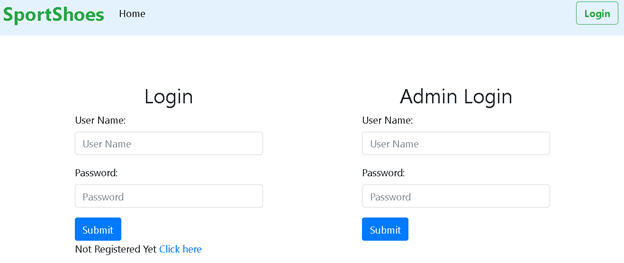 SportShoes Home Login
Login
User Name:
User Name
Password:
Password
Submit
Not Registered Yet Click here
Admin Login
User Name:
User Name
Password:
Password
Submit